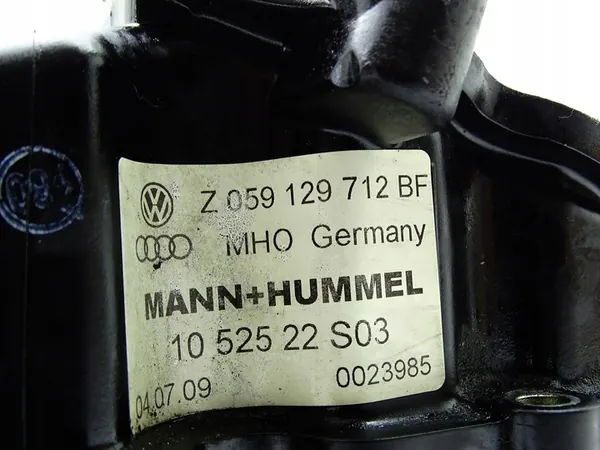 Z 059 129 712 BF
MHO Germany
MANN+HUMMEL
10 525 22 S03
04.07.09 0023985